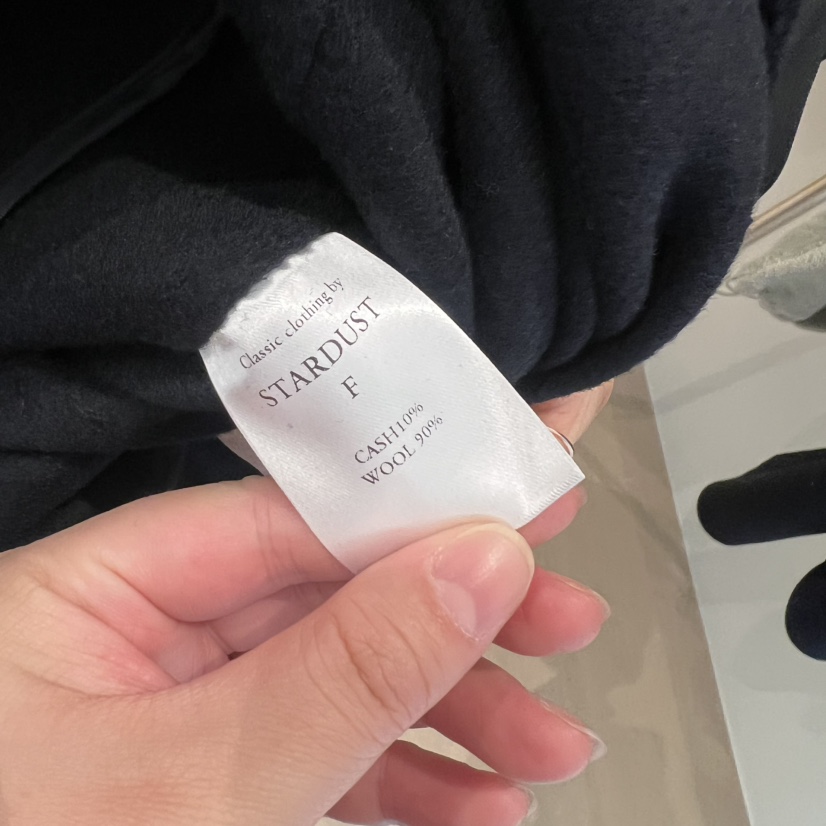 Classic clothing by
STARDUST
F
CASH10%
WOOL 90%